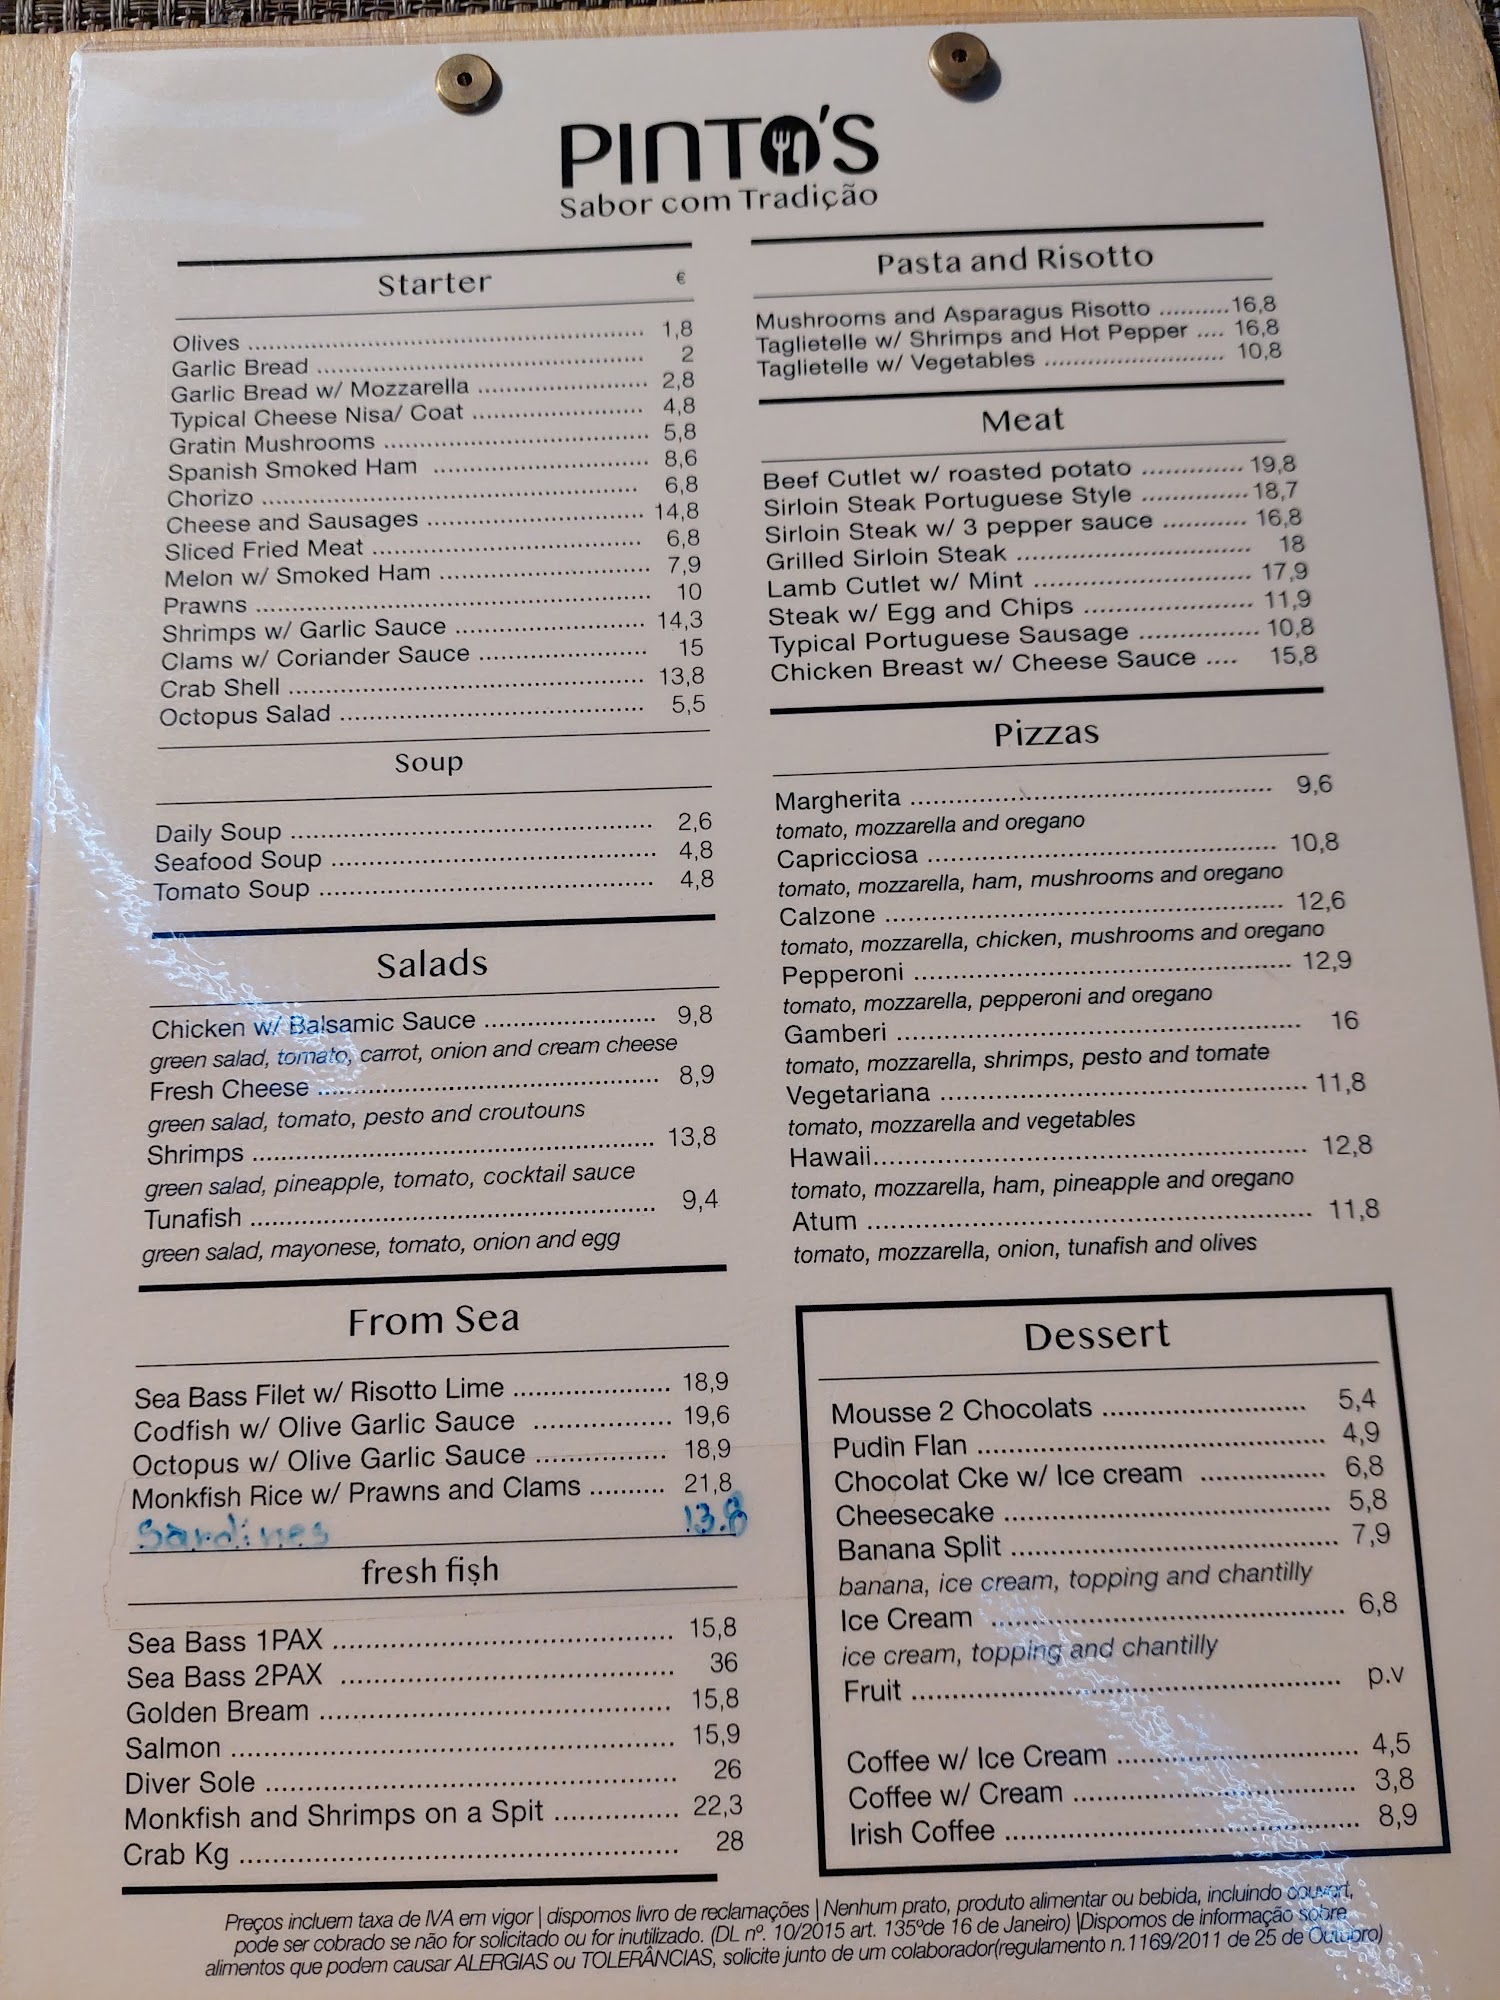 PINTO'S
Sabor com Tradição
Starter €
Olives ........ 1,8
Garlic Bread ........ 2
Garlic Bread w/ Mozzarella ........ 2,8
Typical Cheese Nisa/ Coat ........ 4,8
Gratin Mushrooms ........ 5,8
Spanish Smoked Ham ........ 8,6
Chorizo ........ 6,8
Cheese and Sausages ........ 14,8
Sliced Fried Meat ........ 6,8
Melon w/ Smoked Ham ........ 7,9
Prawns ........ 10
Shrimps w/ Garlic Sauce ........ 14,3
Clams w/ Coriander Sauce ........ 15
Crab Shell ........ 13,8
Octopus Salad ........ 5,5
Soup
Daily Soup ........ 2,6
Seafood Soup ........ 4,8
Tomato Soup ........ 4,8
Salads
Chicken w/ Balsamic Sauce ........ 9,8
green salad, tomato, carrot, onion and cream cheese
Fresh Cheese ........ 8,9
green salad, tomato, pesto and croutouns
Shrimps ........ 13,8
green salad, pineapple, tomato, cocktail sauce
Tunafish ........ 9,4
green salad, mayonese, tomato, onion and egg
From Sea
Sea Bass Filet w/ Risotto Lime ........ 18,9
Codfish w/ Olive Garlic Sauce ........ 19,6
Octopus w/ Olive Garlic Sauce ........ 18,9
Monkfish Rice w/ Prawns and Clams ........ 21,8
Sardines 13.8
fresh fish
Sea Bass 1PAX ........ 15,8
Sea Bass 2PAX ........ 36
Golden Bream ........ 15,8
Salmon ........ 15,9
Diver Sole ........ 26
Monkfish and Shrimps on a Spit ........ 22,3
Crab Kg ........ 28
Pasta and Risotto
Mushrooms and Asparagus Risotto ........ 16,8
Taglietelle w/ Shrimps and Hot Pepper .... 16,8
Taglietelle w/ Vegetables ........ 10,8
Meat
Beef Cutlet w/ roasted potato ........ 19,8
Sirloin Steak Portuguese Style ........ 18,7
Sirloin Steak w/ 3 pepper sauce ........ 16,8
Grilled Sirloin Steak ........ 18
Lamb Cutlet w/ Mint ........ 17,9
Steak w/ Egg and Chips ........ 11,9
Typical Portuguese Sausage ........ 10,8
Chicken Breast w/ Cheese Sauce .... 15,8
Pizzas
Margherita ........ 9,6
tomato, mozzarella and oregano
Capricciosa ........ 10,8
tomato, mozzarella, ham, mushrooms and oregano
Calzone ........ 12,6
tomato, mozzarella, chicken, mushrooms and oregano
Pepperoni ........ 12,9
tomato, mozzarella, pepperoni and oregano
Gamberi ........ 16
tomato, mozzarella, shrimps, pesto and tomate
Vegetariana ........ 11,8
tomato, mozzarella and vegetables
Hawaii ........ 12,8
tomato, mozzarella, ham, pineapple and oregano
Atum ........ 11,8
tomato, mozzarella, onion, tunafish and olives
Dessert
Mousse 2 Chocolats ........ 5,4
Pudin Flan ........ 4,9
Chocolat Cke w/ Ice cream ........ 6,8
Cheesecake ........ 5,8
Banana Split ........ 7,9
banana, ice cream, topping and chantilly
Ice Cream ........ 6,8
ice cream, topping and chantilly
Fruit ........ p.v
Coffee w/ Ice Cream ........ 4,5
Coffee w/ Cream ........ 3,8
Irish Coffee ........ 8,9
Preços incluem taxa de IVA em vigor | dispomos livro de reclamações | Nenhum prato, produto alimentar ou bebida, incluindo couvert,
pode ser cobrado se não for solicitado ou for inutilizado. (DL nº. 10/2015 art. 135ºde 16 de Janeiro) |Dispomos de informação sobre
alimentos que podem causar ALERGIAS ou TOLERÂNCIAS, solicite junto de um colaborador(regulamento n.1169/2011 de 25 de Outubro)